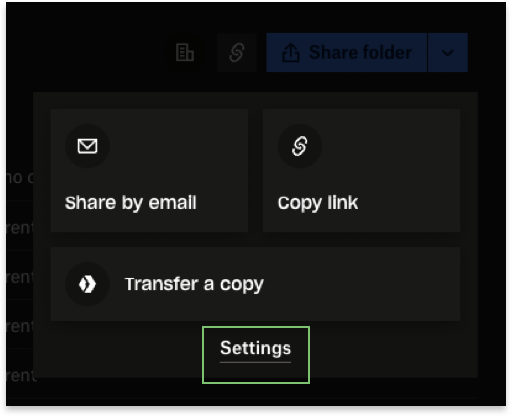 Share folder
Share by email
Copy link
Transfer a copy
Settings